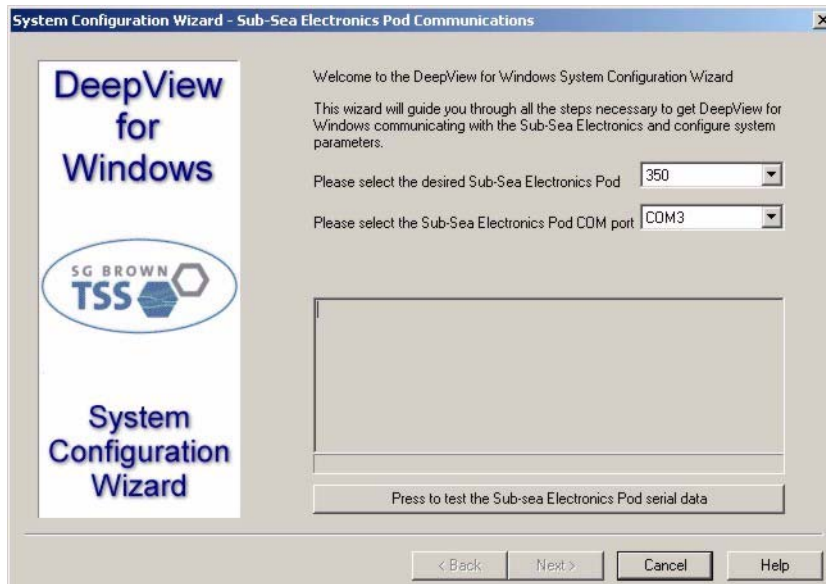 System Configuration Wizard - Sub-Sea Electronics Pod Communications
DeepView
for
Windows
SG BROWN
TSS
System
Configuration
Wizard
Welcome to the DeepView for Windows System Configuration Wizard
This wizard will guide you through all the steps necessary to get DeepView for
Windows communicating with the Sub-Sea Electronics and configure system
parameters.
Please select the desired Sub-Sea Electronics Pod 350
Please select the Sub-Sea Electronics Pod COM port COM3
Press to test the Sub-sea Electronics Pod serial data
< Back Next > Cancel Help